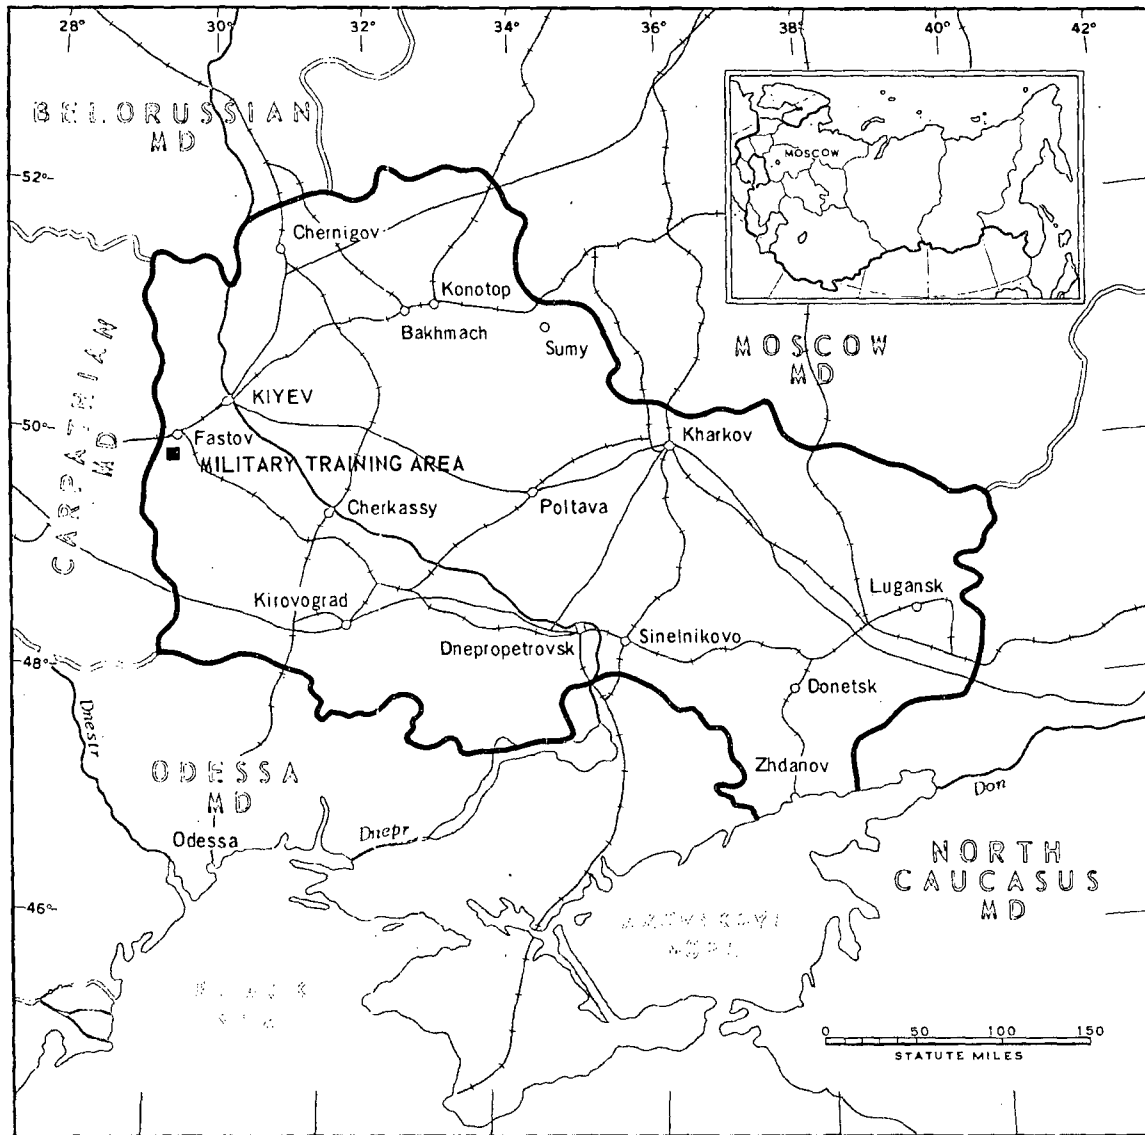 28°
30°
32°
34°
36°
38°
40°
42°
BELORUSSIAN
MD
MOSCOW
52°
Chernigov
Konotop
Bakhmach
Sumy
MOSCOW
MD
CARPATHIAN
MD
KIYEV
50°
Fastov
Kharkov
MILITARY TRAINING AREA
Cherkassy
Poltava
Kirovograd
Lugansk
Dnepropetrovsk
Sinelnikovo
48°
Donetsk
Dnestr
Zhdanov
ODESSA
MD
Don
Odessa
Dnepr
NORTH
CAUCASUS
MD
46°
0 50 100 150
STATUTE MILES